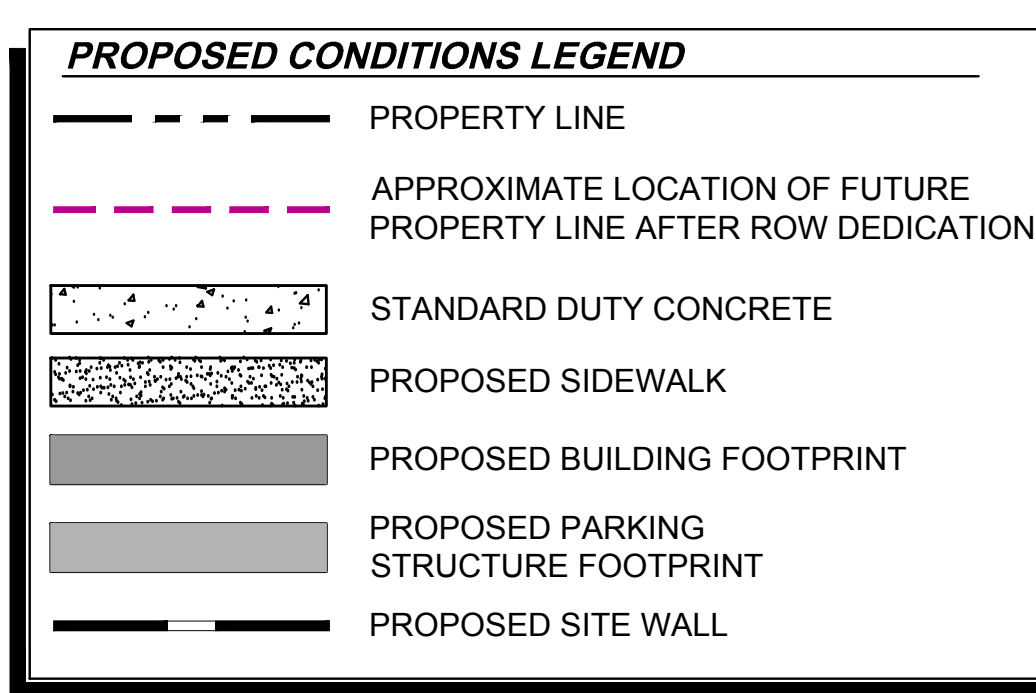 PROPOSED CONDITIONS LEGEND
PROPERTY LINE
APPROXIMATE LOCATION OF FUTURE
PROPERTY LINE AFTER ROW DEDICATION
STANDARD DUTY CONCRETE
PROPOSED SIDEWALK
PROPOSED BUILDING FOOTPRINT
PROPOSED PARKING
STRUCTURE FOOTPRINT
PROPOSED SITE WALL